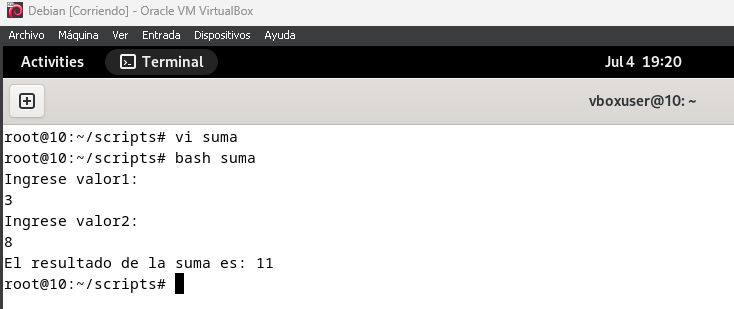 Debian [Corriendo] - Oracle VM VirtualBox
Archivo Máquina Ver Entrada Dispositivos Ayuda
Activities Terminal Jul 4 19:20
vboxuser@10: ~
root@10:~/scripts# vi suma
root@10:~/scripts# bash suma
Ingrese valor1:
3
Ingrese valor2:
8
El resultado de la suma es: 11
root@10:~/scripts#